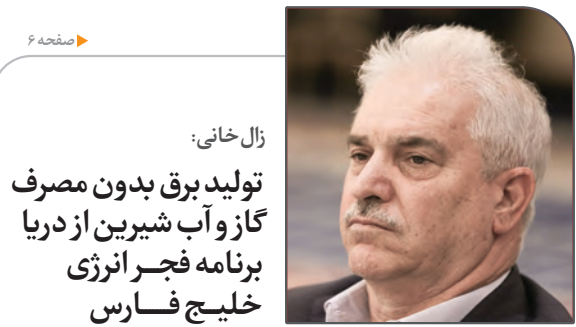 صفحه ۶
زال‌خانی:
تولید برق بدون مصرف
گاز و آب شیرین از دریا
برنامه فجر انرژی
خلیج فارس